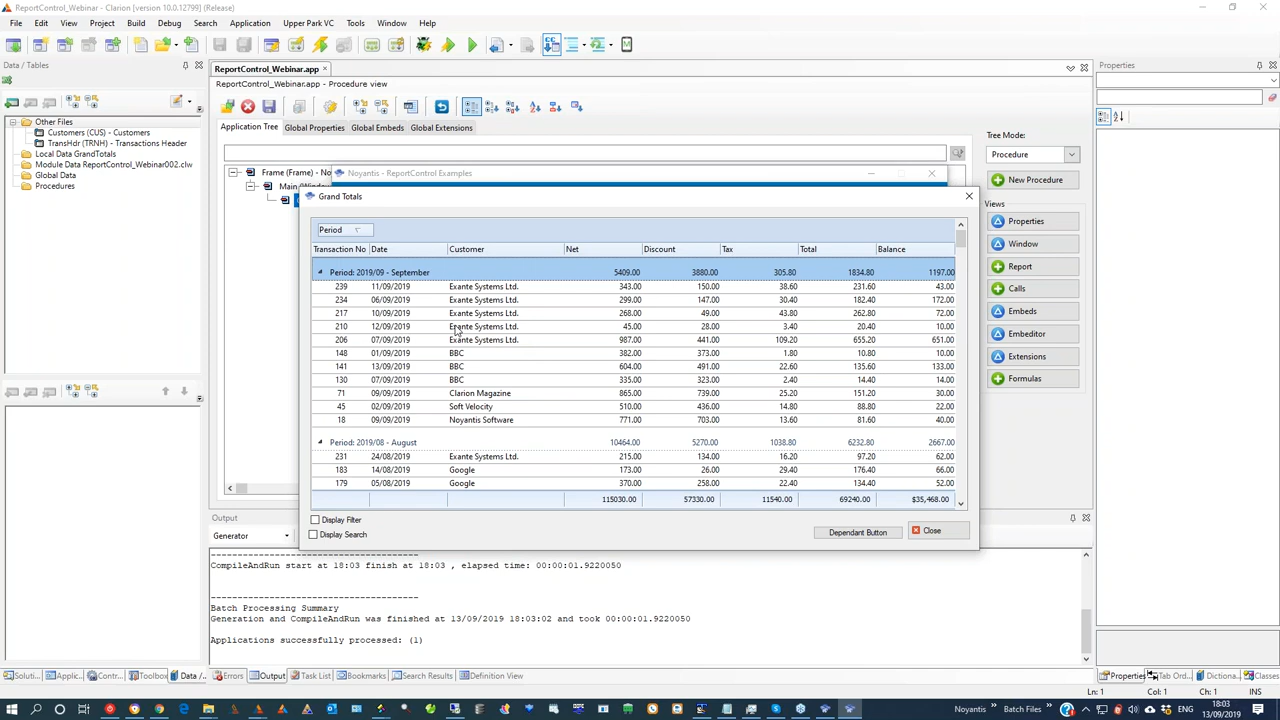 ReportControl_Webinar - Clarion (version 10.0.12799) (Release)
File Edit View Project Build Debug Search Application Upper Park VC Tools Window Help
Data / Tables
ReportControl_Webinar.app
ReportControl_Webinar.app - Procedure view
Properties
Application Tree Global Properties Global Embeds Global Extensions
Other Files
Customers (CUS) - Customers
TransHdr (TRNH) - Transactions Header
Local Data GrandTotals
Module Data ReportControl_Webinar002.clw
Global Data
Procedures
Frame (Frame) - No
Noyantis - ReportControl Examples
Tree Mode:
Procedure
New Procedure
Views
Properties
Window
Report
Calls
Embeds
Embeditor
Extensions
Formulas
Grand Totals
Period
Transaction No Date Customer Net Discount Tax Total Balance
Period: 2019/09 - September 5409.00 3880.00 305.80 1834.80 1197.00
239 11/09/2019 Exante Systems Ltd. 343.00 150.00 38.60 231.60 43.00
234 06/09/2019 Exante Systems Ltd. 299.00 147.00 30.40 182.40 172.00
217 10/09/2019 Exante Systems Ltd. 268.00 49.00 43.80 262.80 72.00
210 12/09/2019 Exante Systems Ltd. 45.00 28.00 3.40 20.40 10.00
206 07/09/2019 Exante Systems Ltd. 987.00 441.00 109.20 655.20 651.00
148 01/09/2019 BBC 382.00 373.00 1.80 10.80 10.00
141 13/09/2019 BBC 604.00 491.00 22.60 135.60 133.00
130 07/09/2019 BBC 335.00 323.00 2.40 14.40 14.00
71 09/09/2019 Clarion Magazine 865.00 739.00 25.20 151.20 30.00
45 02/09/2019 Soft Velocity 510.00 436.00 14.80 88.80 22.00
18 09/09/2019 Noyantis Software 771.00 703.00 13.60 81.60 40.00
Period: 2019/08 - August 10464.00 5270.00 1038.80 6232.80 2667.00
231 24/08/2019 Exante Systems Ltd. 215.00 134.00 16.20 97.20 62.00
183 14/08/2019 Google 173.00 26.00 29.40 176.40 66.00
179 05/08/2019 Google 370.00 258.00 22.40 134.40 52.00
115030.00 57330.00 11540.00 69240.00 $35,468.00
Display Filter
Display Search
Dependant Button Close
Output
Generator
CompileAndRun start at 18:03 finish at 18:03 , elapsed time: 00:00:01.9220050
Batch Processing Summary
Generation and CompileAndRun was finished at 13/09/2019 18:03:02 and took 00:00:01.9220050
Applications successfully processed: (1)
Soluti... Applic... Contr... Toolbox Data /... Errors Output Task List Bookmarks Search Results Definition View Properties Tab Ord... Dictiona... Classes
Ln: 1 Col: 1 Ch: 1 INS
Noyantis Batch Files 18:03
13/09/2019